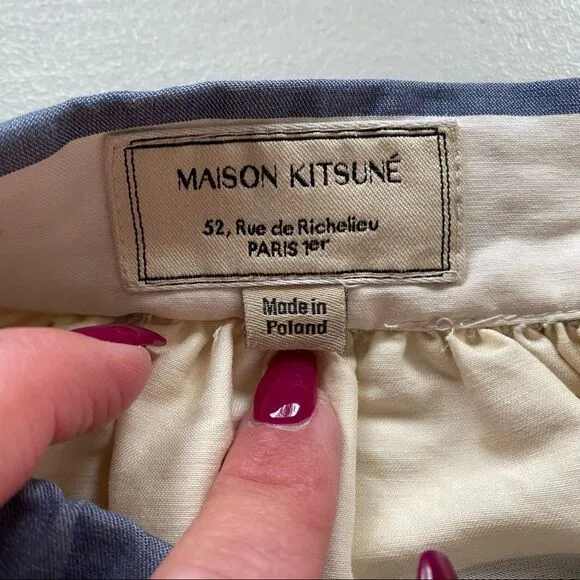 MAISON KITSUNÉ
52, Rue de Richelieu
PARIS 1er
Made in
Poland